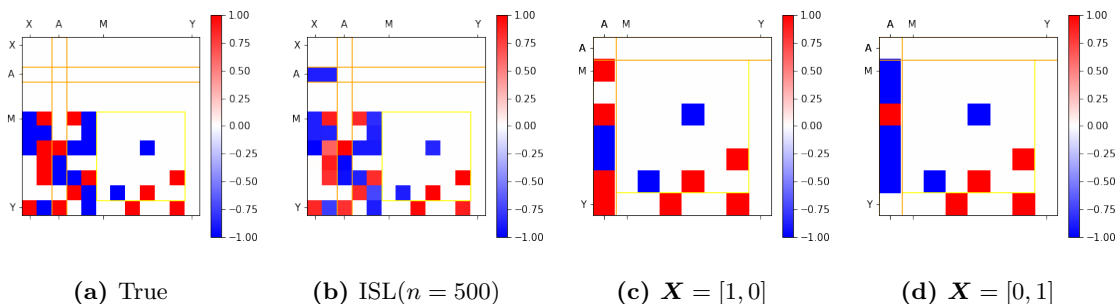 X A M Y
X
A
M
Y
1.00
0.75
0.50
0.25
0.00
−0.25
−0.50
−0.75
−1.00
X A M Y
X
A
M
Y
1.00
0.75
0.50
0.25
0.00
−0.25
−0.50
−0.75
−1.00
A M Y
A
M
Y
1.00
0.75
0.50
0.25
0.00
−0.25
−0.50
−0.75
−1.00
A M Y
A
M
Y
1.00
0.75
0.50
0.25
0.00
−0.25
−0.50
−0.75
−1.00
(a) True
(b) ISL(n = 500)
(c) X = [1, 0]
(d) X = [0, 1]